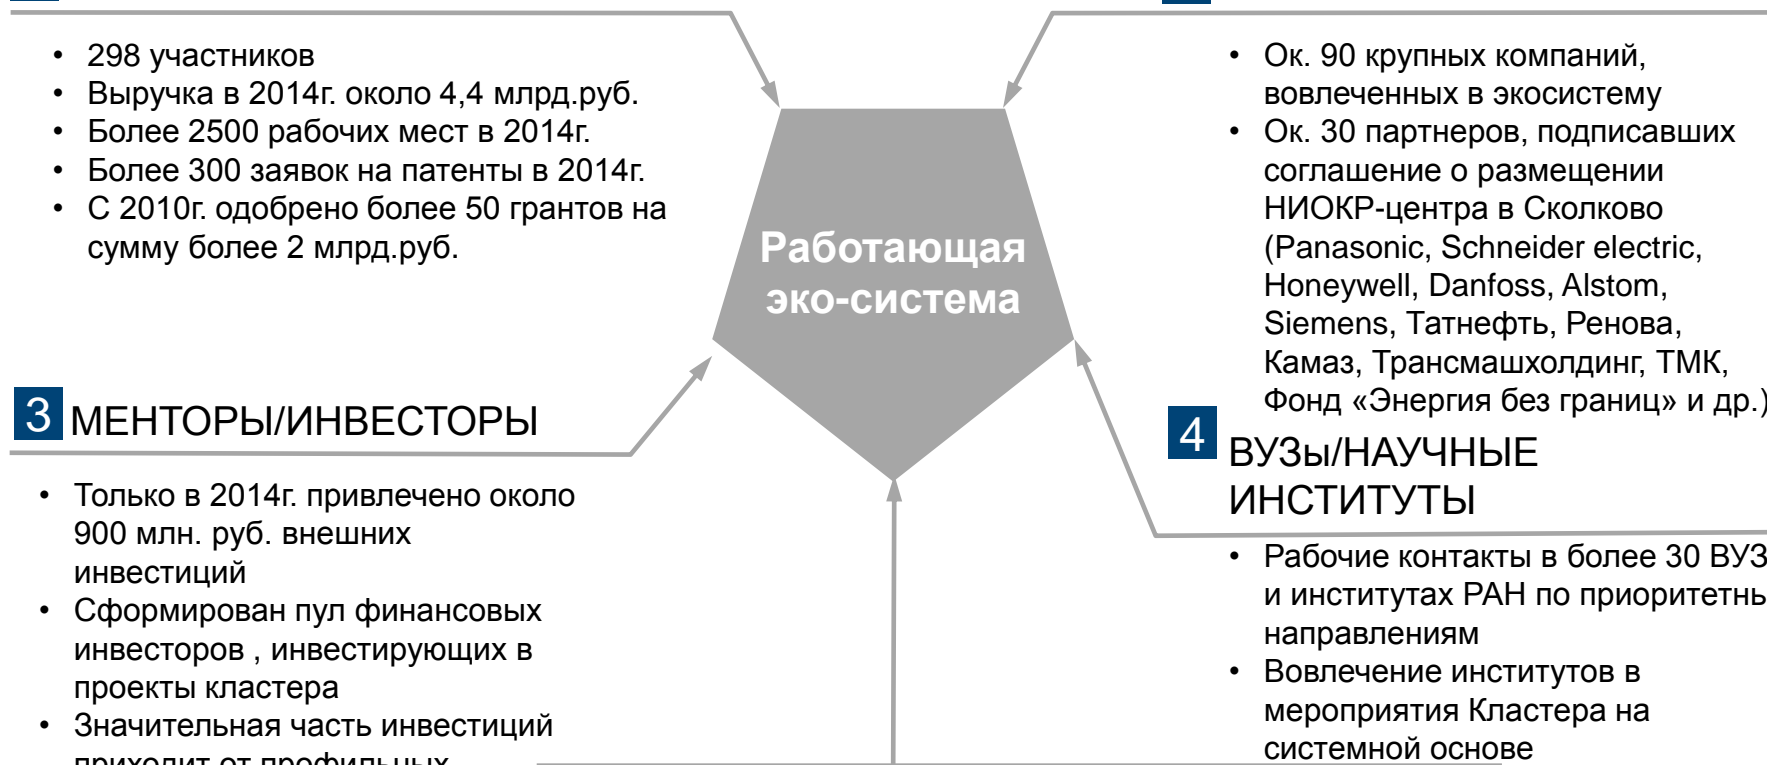 • 298 участников
• Выручка в 2014г. около 4,4 млрд.руб.
• Более 2500 рабочих мест в 2014г.
• Более 300 заявок на патенты в 2014г.
• С 2010г. одобрено более 50 грантов на
сумму более 2 млрд.руб.
• Ок. 90 крупных компаний,
вовлеченных в экосистему
• Ок. 30 партнеров, подписавших
соглашение о размещении
НИОКР-центра в Сколково
(Panasonic, Schneider electric,
Honeywell, Danfoss, Alstom,
Siemens, Татнефть, Ренова,
Камаз, Трансмашхолдинг, ТМК,
Фонд «Энергия без границ» и др.)
Работающая
эко-система
3 МЕНТОРЫ/ИНВЕСТОРЫ
• Только в 2014г. привлечено около
900 млн. руб. внешних
инвестиций
• Сформирован пул финансовых
инвесторов , инвестирующих в
проекты кластера
• Значительная часть инвестиций
приходит от профильных
4
ВУЗы/НАУЧНЫЕ
ИНСТИТУТЫ
• Рабочие контакты в более 30 ВУЗ
и институтах РАН по приоритетны
направлениям
• Вовлечение институтов в
мероприятия Кластера на
системной основе